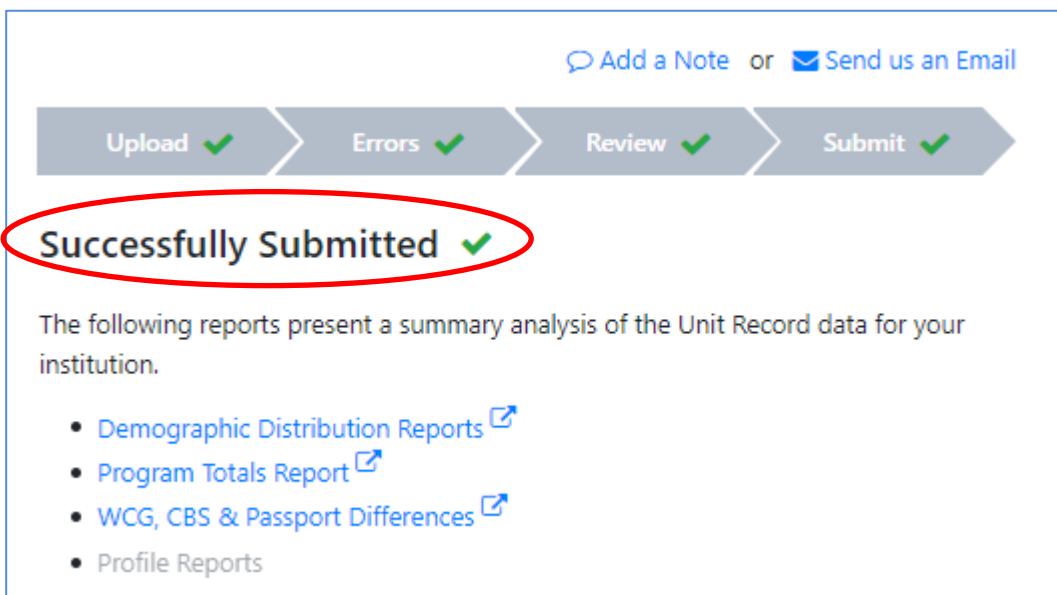 Add a Note or Send us an Email
Upload Errors Review Submit
Successfully Submitted
The following reports present a summary analysis of the Unit Record data for your
institution.
Demographic Distribution Reports
Program Totals Report
WCG, CBS & Passport Differences
Profile Reports